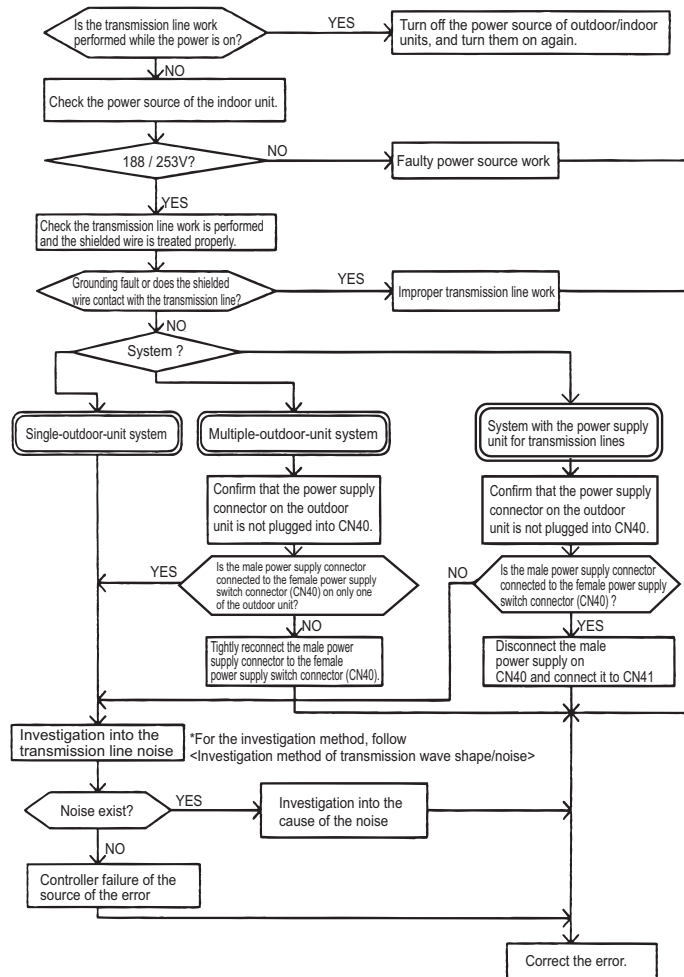 Is the transmission line work
performed while the power is on?
YES
Turn off the power source of outdoor/indoor
units, and turn them on again.
NO
Check the power source of the indoor unit.
188 / 253V?
NO
Faulty power source work
YES
Check the transmission line work is performed
and the shielded wire is treated properly.
Grounding fault or does the shielded
wire contact with the transmission line?
YES
Improper transmission line work
NO
System ?
Single-outdoor-unit system
Multiple-outdoor-unit system
System with the power supply
unit for transmission lines
Confirm that the power supply
connector on the outdoor
unit is not plugged into CN40.
Confirm that the power supply
connector on the outdoor
unit is not plugged into CN40.
YES
Is the male power supply connector
connected to the female power supply
switch connector (CN40) on only one
of the outdoor unit?
NO
Is the male power supply connector
connected to the female power supply
switch connector (CN40) ?
NO
YES
Tightly reconnect the male power
supply connector to the female
power supply switch connector (CN40).
Disconnect the male
power supply on
CN40 and connect it to CN41
Investigation into the
transmission line noise
*For the investigation method, follow
<Investigation method of transmission wave shape/noise>
Noise exist?
YES
Investigation into the
cause of the noise
NO
Controller failure of the
source of the error
Correct the error.